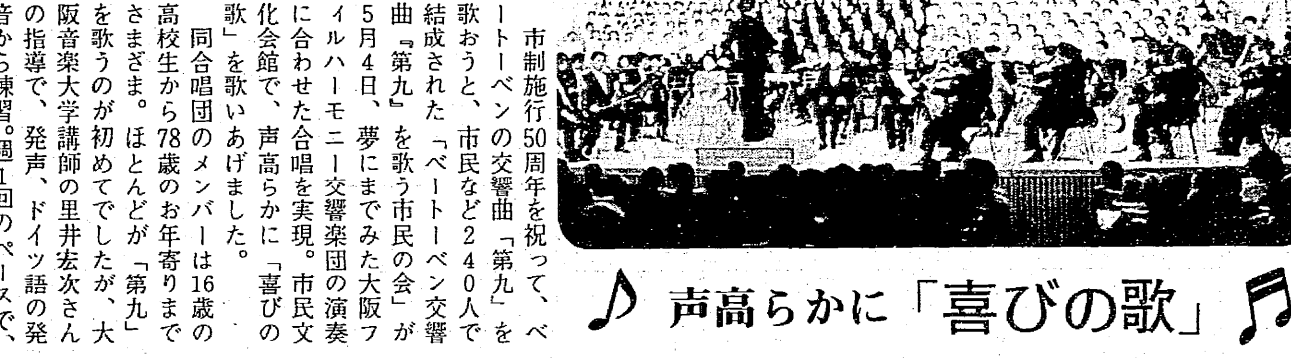 声高らかに「喜びの歌」
市制施行50周年を祝って、ベ
ートーベンの交響曲「第九」を
歌おうと、市民など240人で
結成された「ベートーベン交響
曲『第九』を歌う市民の会」が
5月4日、夢にまでみた大阪フ
ィルハーモニー交響楽団の演奏
に合わせた合唱を実現。市民文
化会館で、声高らかに「喜びの
歌」を歌いあげました。
同合唱団のメンバーは16歳の
高校生から78歳のお年寄りまで
さまざま。ほとんどが「第九」
を歌うのが初めてでしたが、大
阪音楽大学講師の里井宏次さん
の指導で、発声、ドイツ語の発
音から練習。週1回のペースで、